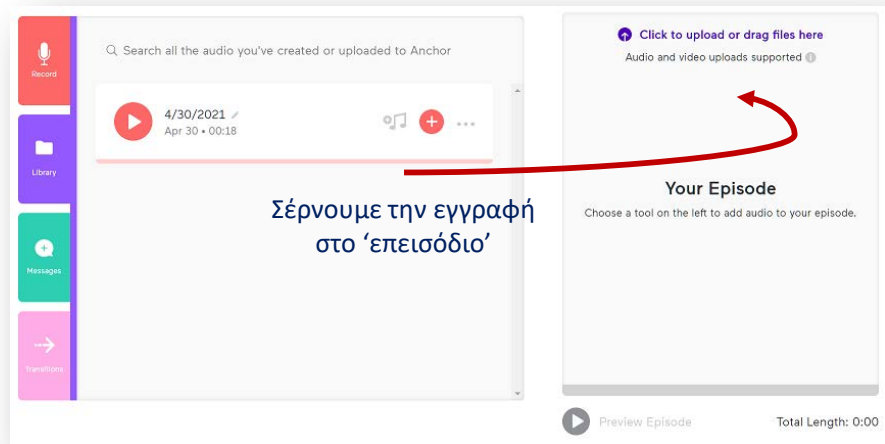 Record
Library
Messages
Transitions
Search all the audio you've created or uploaded to Anchor
4/30/2021
Apr 30 • 00:18
Σέρνουμε την εγγραφή
στο ‘επεισόδιο’
Click to upload or drag files here
Audio and video uploads supported
Your Episode
Choose a tool on the left to add audio to your episode.
Preview Episode
Total Length: 0:00